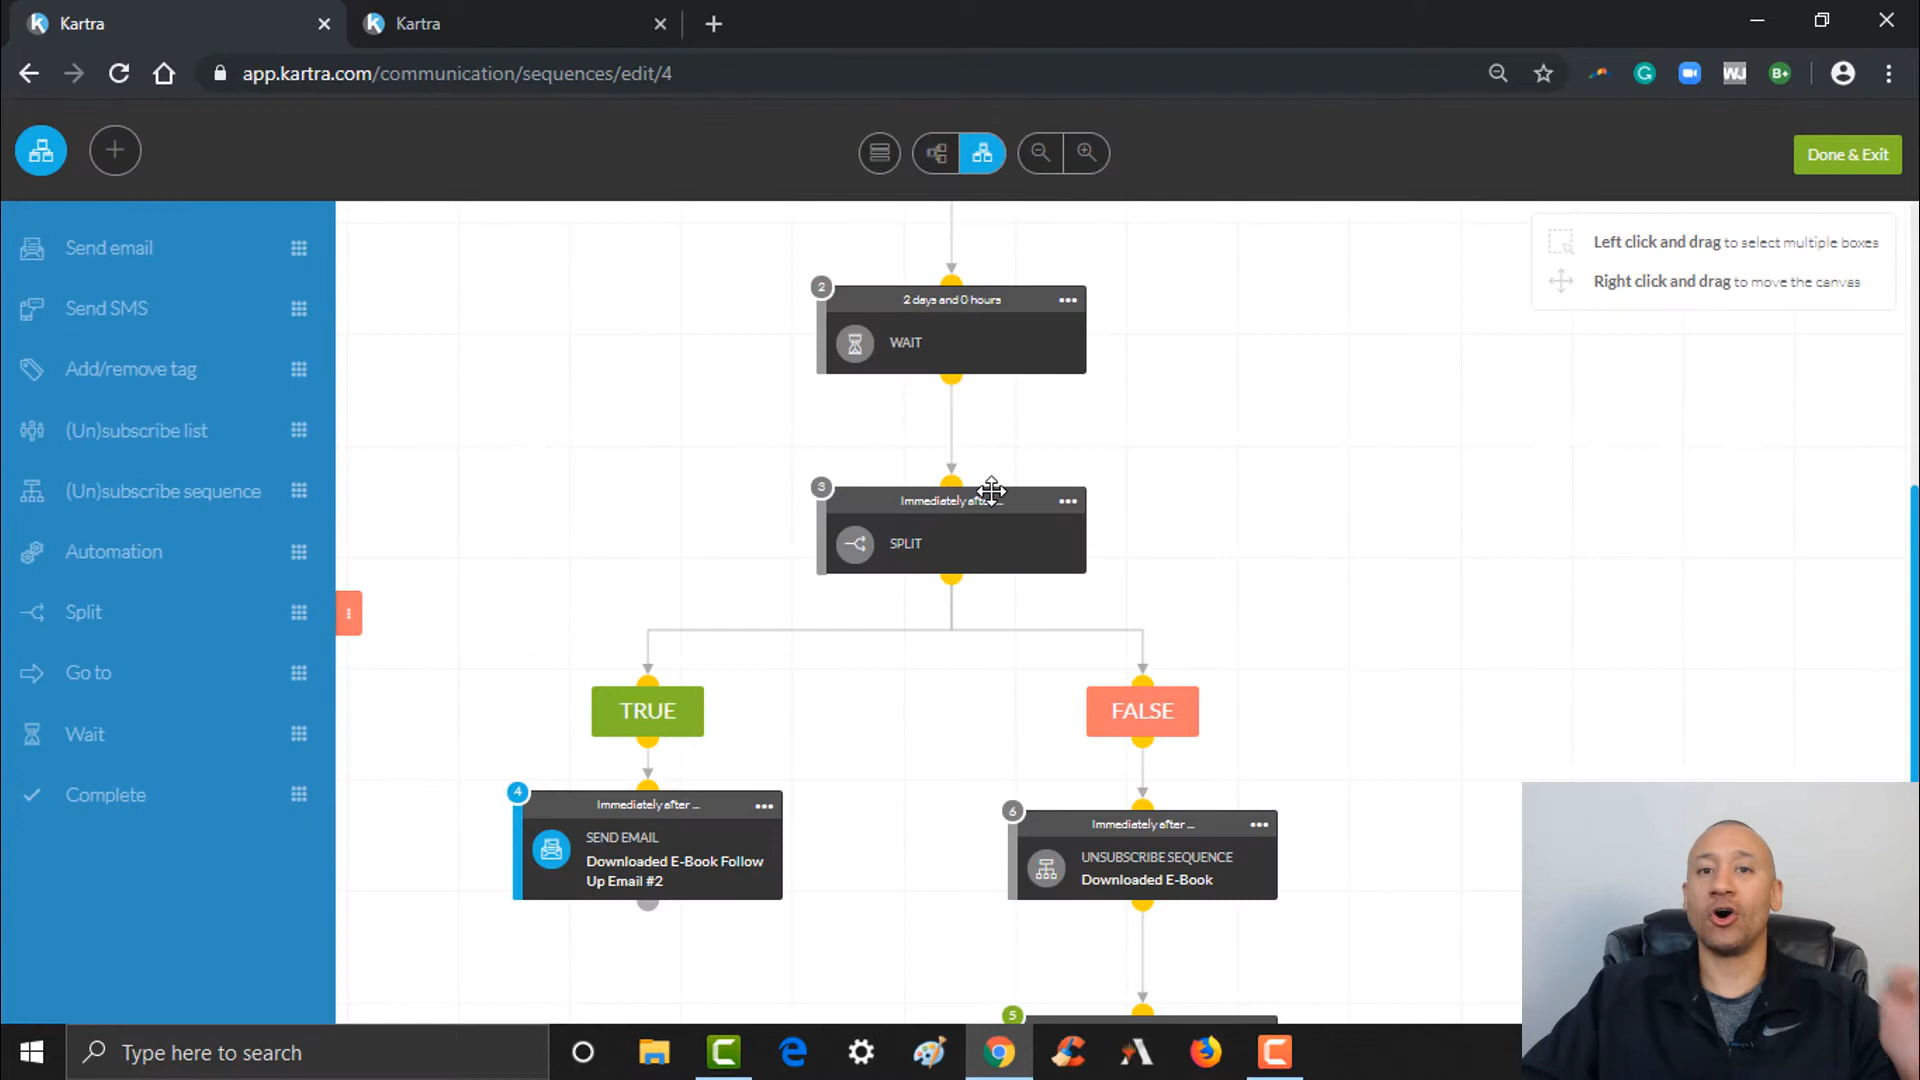 Kartra
Kartra
app.kartra.com/communication/sequences/edit/4
WJ
B+
Done & Exit
Send email
Send SMS
Add/remove tag
(Un)subscribe list
(Un)subscribe sequence
Automation
Split
Go to
Wait
Complete
Left click and drag to select multiple boxes
Right click and drag to move the canvas
2
2 days and 0 hours
WAIT
3
Immediately after ...
SPLIT
TRUE
FALSE
4
Immediately after ...
SEND EMAIL
Downloaded E-Book Follow
Up Email #2
6
Immediately after ...
UNSUBSCRIBE SEQUENCE
Downloaded E-Book
5
Type here to search